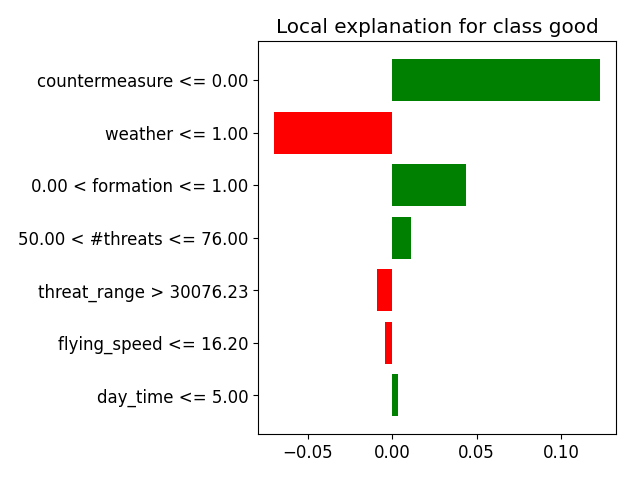 Local explanation for class good
countermeasure <= 0.00
weather <= 1.00
0.00 < formation <= 1.00
50.00 < #threats <= 76.00
threat_range > 30076.23
flying_speed <= 16.20
day_time <= 5.00
−0.05 0.00 0.05 0.10